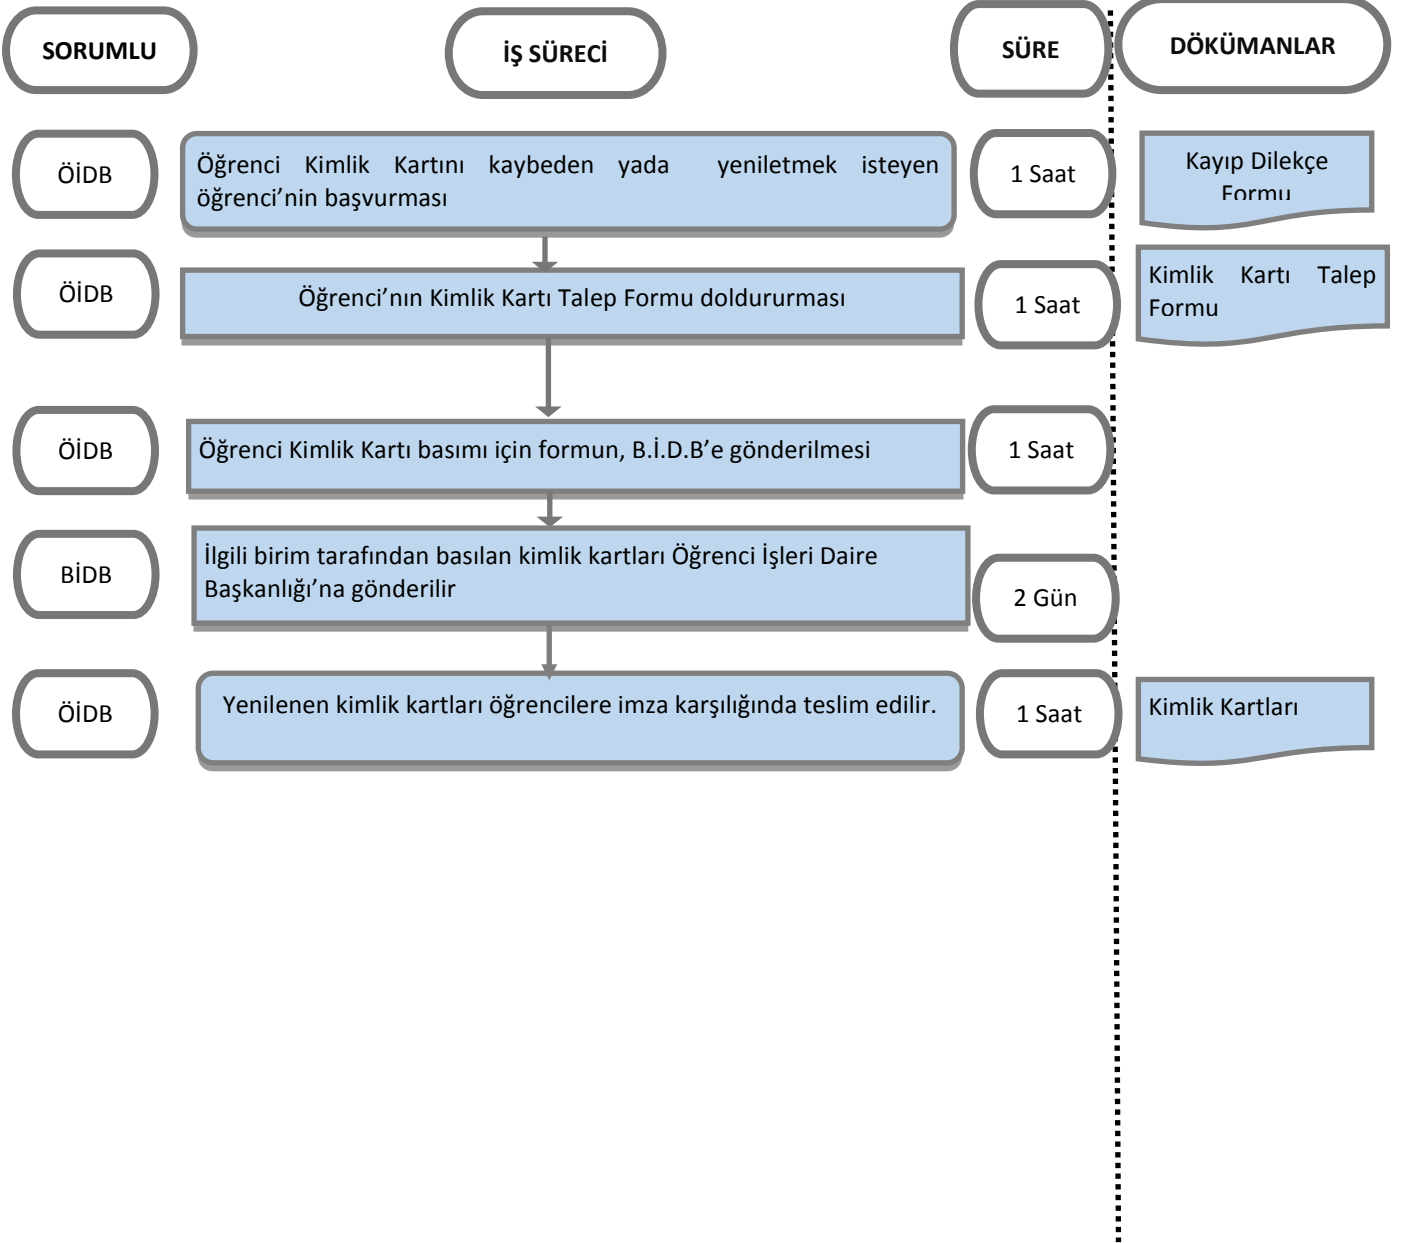 SORUMLU
İŞ SÜRECİ
SÜRE
DÖKÜMANLAR
ÖİDB
Öğrenci Kimlik Kartını kaybeden yada yeniletmek isteyen
öğrenci’nin başvurması
1 Saat
Kayıp Dilekçe
Formu
ÖİDB
Öğrenci’nın Kimlik Kartı Talep Formu doldururması
1 Saat
Kimlik Kartı Talep
Formu
ÖİDB
Öğrenci Kimlik Kartı basımı için formun, B.İ.D.B’e gönderilmesi
1 Saat
BİDB
İlgili birim tarafından basılan kimlik kartları Öğrenci İşleri Daire
Başkanlığı’na gönderilir
2 Gün
ÖİDB
Yenilenen kimlik kartları öğrencilere imza karşılığında teslim edilir.
1 Saat
Kimlik Kartları